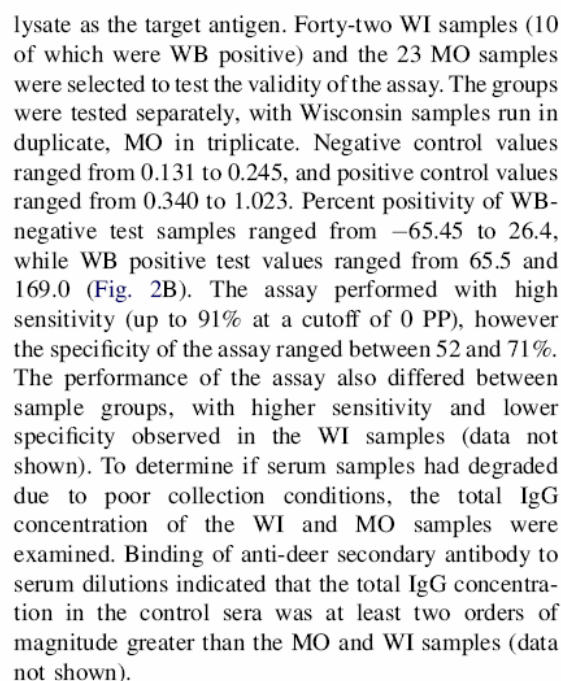 lysate as the target antigen. Forty-two WI samples (10
of which were WB positive) and the 23 MO samples
were selected to test the validity of the assay. The groups
were tested separately, with Wisconsin samples run in
duplicate, MO in triplicate. Negative control values
ranged from 0.131 to 0.245, and positive control values
ranged from 0.340 to 1.023. Percent positivity of WB-
negative test samples ranged from −65.45 to 26.4,
while WB positive test values ranged from 65.5 and
169.0 (Fig. 2B). The assay performed with high
sensitivity (up to 91% at a cutoff of 0 PP), however
the specificity of the assay ranged between 52 and 71%.
The performance of the assay also differed between
sample groups, with higher sensitivity and lower
specificity observed in the WI samples (data not
shown). To determine if serum samples had degraded
due to poor collection conditions, the total IgG
concentration of the WI and MO samples were
examined. Binding of anti-deer secondary antibody to
serum dilutions indicated that the total IgG concentra-
tion in the control sera was at least two orders of
magnitude greater than the MO and WI samples (data
not shown).